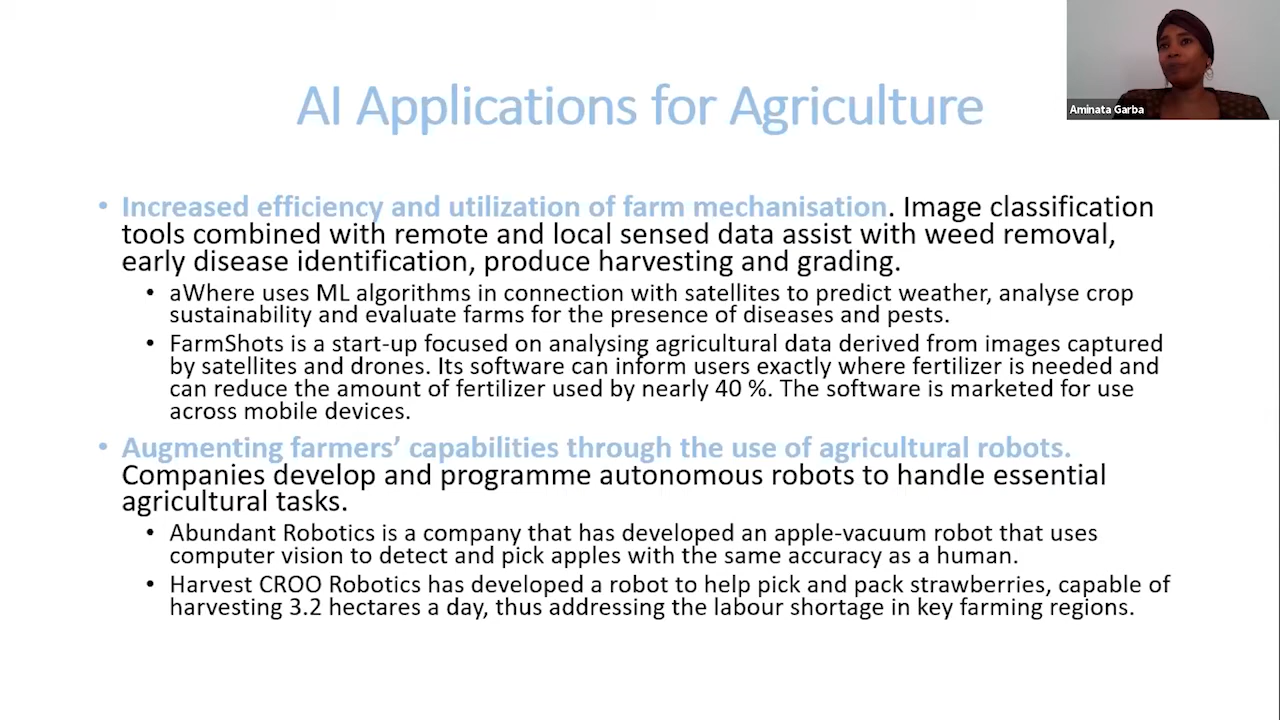 AI Applications for Agriculture
Aminata Garba
• Increased efficiency and utilization of farm mechanisation. Image classification
tools combined with remote and local sensed data assist with weed removal,
early disease identification, produce harvesting and grading.
• aWhere uses ML algorithms in connection with satellites to predict weather, analyse crop
sustainability and evaluate farms for the presence of diseases and pests.
• FarmShots is a start-up focused on analysing agricultural data derived from images captured
by satellites and drones. Its software can inform users exactly where fertilizer is needed and
can reduce the amount of fertilizer used by nearly 40 %. The software is marketed for use
across mobile devices.
• Augmenting farmers’ capabilities through the use of agricultural robots.
Companies develop and programme autonomous robots to handle essential
agricultural tasks.
• Abundant Robotics is a company that has developed an apple-vacuum robot that uses
computer vision to detect and pick apples with the same accuracy as a human.
• Harvest CROO Robotics has developed a robot to help pick and pack strawberries, capable of
harvesting 3.2 hectares a day, thus addressing the labour shortage in key farming regions.